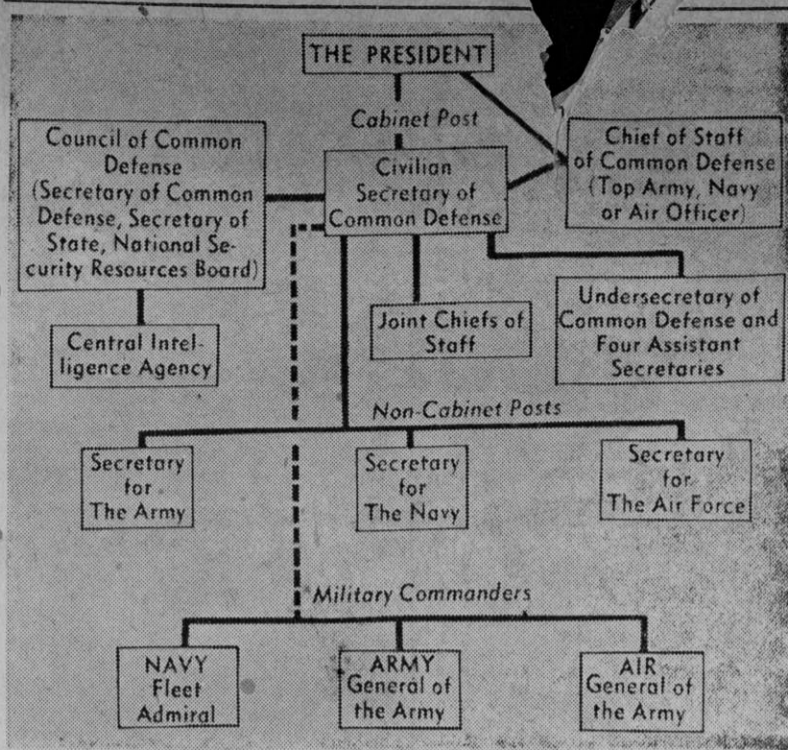 THE PRESIDENT
Cabinet Post
Council of Common
Defense
(Secretary of Common
Defense, Secretary of
State, National Se-
curity Resources Board)
Civilian
Secretary of
Common Defense
Chief of Staff
of Common Defense
(Top Army, Navy
or Air Officer)
Central Intel-
ligence Agency
Joint Chiefs of
Staff
Undersecretary of
Common Defense and
Four Assistant
Secretaries
Non-Cabinet Posts
Secretary
for
The Army
Secretary
for
The Navy
Secretary
for
The Air Force
Military Commanders
NAVY
Fleet
Admiral
ARMY
General of
the Army
AIR
General of
the Army